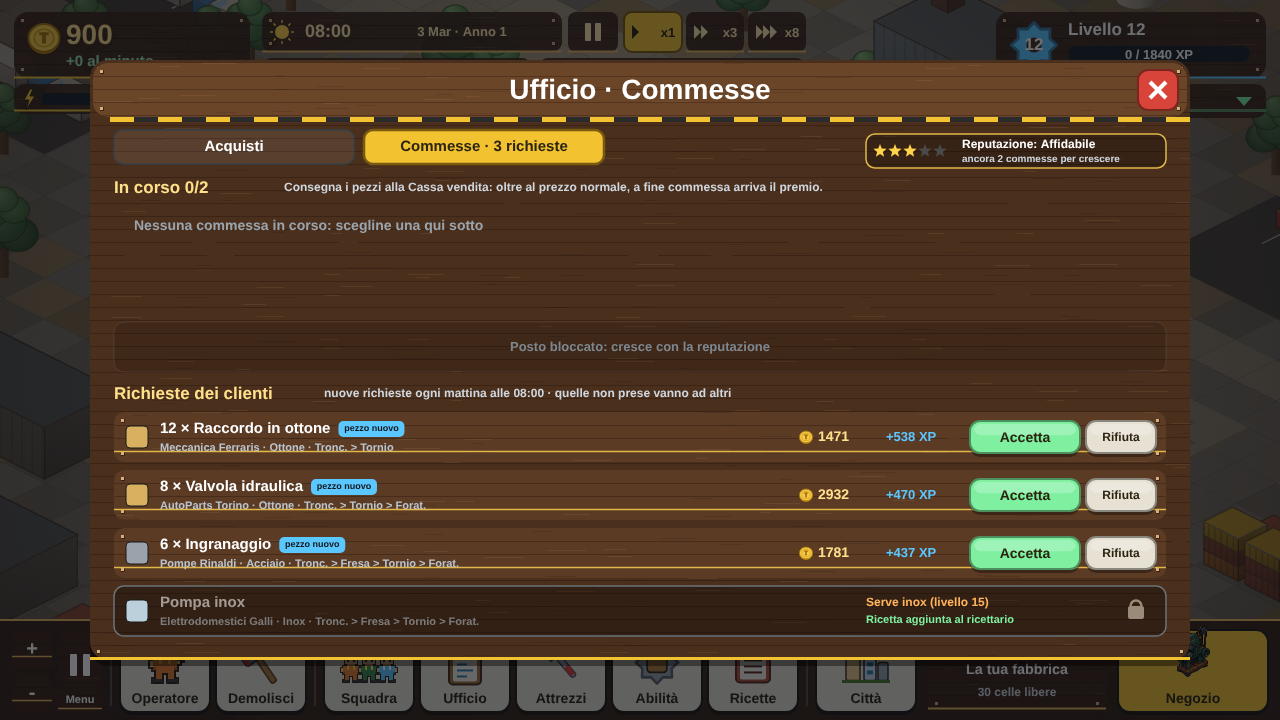 900
+0 al minuto
08:00
3 Mar · Anno 1
x1
x3
x8
12
Livello 12
0 / 1840 XP
Ufficio · Commesse
Acquisti
Commesse · 3 richieste
Reputazione: Affidabile
ancora 2 commesse per crescere
In corso 0/2
Consegna i pezzi alla Cassa vendita: oltre al prezzo normale, a fine commessa arriva il premio.
Nessuna commessa in corso: scegline una qui sotto
Posto bloccato: cresce con la reputazione
Richieste dei clienti
nuove richieste ogni mattina alle 08:00 · quelle non prese vanno ad altri
12 × Raccordo in ottone
pezzo nuovo
Meccanica Ferraris · Ottone · Tronc. > Tornio
1471
+538 XP
Accetta
Rifiuta
8 × Valvola idraulica
pezzo nuovo
AutoParts Torino · Ottone · Tronc. > Tornio > Forat.
2932
+470 XP
Accetta
Rifiuta
6 × Ingranaggio
pezzo nuovo
Pompe Rinaldi · Acciaio · Tronc. > Fresa > Tornio > Forat.
1781
+437 XP
Accetta
Rifiuta
Pompa inox
Elettrodomestici Galli · Inox · Tronc. > Fresa > Tornio > Forat.
Serve inox (livello 15)
Ricetta aggiunta al ricettario
+
-
Menu
Operatore
Demolisci
Squadra
Ufficio
Attrezzi
Abilità
Ricette
Città
La tua fabbrica
30 celle libere
Negozio